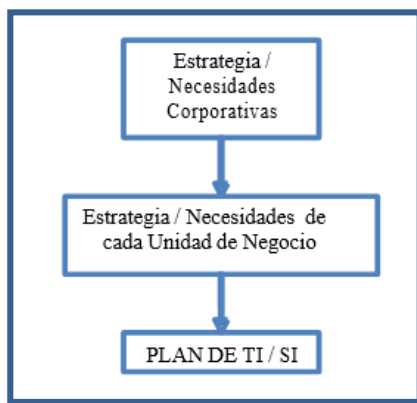 Estrategia /
Necesidades
Corporativas
Estrategia / Necesidades de
cada Unidad de Negocio
PLAN DE TI / SI